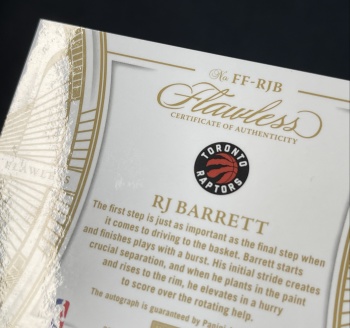 No. FF-RJB
Flawless
CERTIFICATE OF AUTHENTICITY
FLAWLESS
TORONTO
RAPTORS
RJ BARRETT
The first step is just as important as the final step when
it comes to driving to the basket. Barrett starts
and finishes plays with a burst. His initial stride creates
crucial separation, and when he plants in the paint
and rises to the rim, he elevates in a hurry
to score over the rotating help.
The autograph is guaranteed by Panini